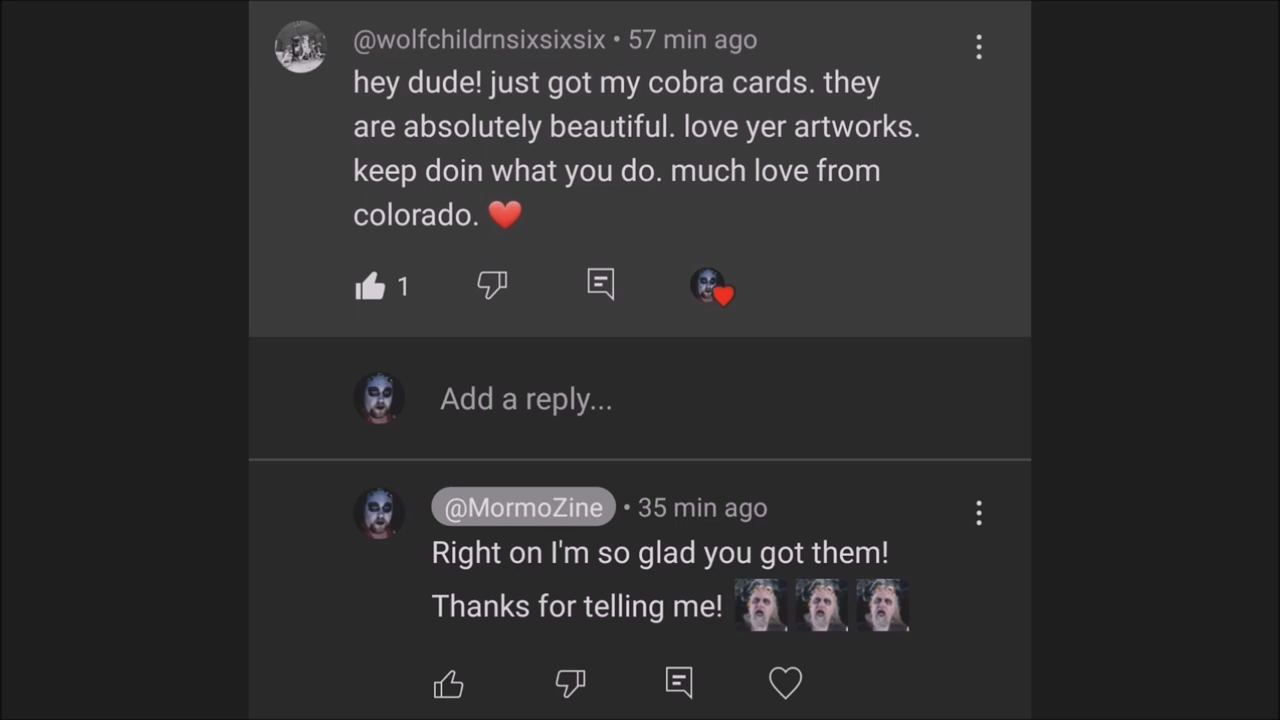 @wolfchildrnsixsixsix • 57 min ago
hey dude! just got my cobra cards. they
are absolutely beautiful. love yer artworks.
keep doin what you do. much love from
colorado. ❤️
1
Add a reply...
@MormoZine • 35 min ago
Right on I'm so glad you got them!
Thanks for telling me!